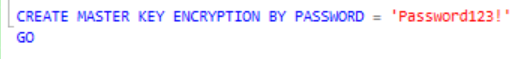 CREATE MASTER KEY ENCRYPTION BY PASSWORD = 'Password123!'
GO